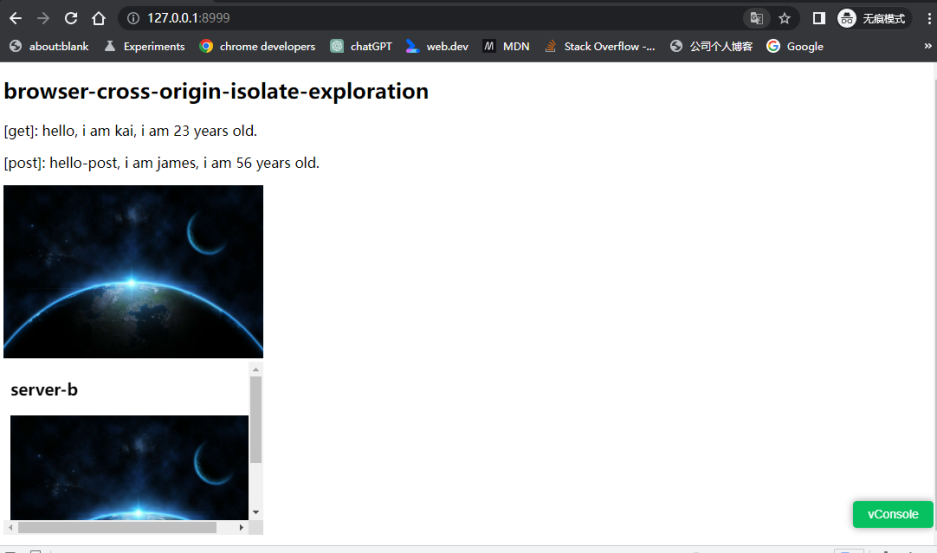 127.0.0.1:8999
无痕模式
about:blank Experiments chrome developers chatGPT web.dev MDN Stack Overflow -... 公司个人博客 Google »
browser-cross-origin-isolate-exploration
[get]: hello, i am kai, i am 23 years old.
[post]: hello-post, i am james, i am 56 years old.
server-b
vConsole